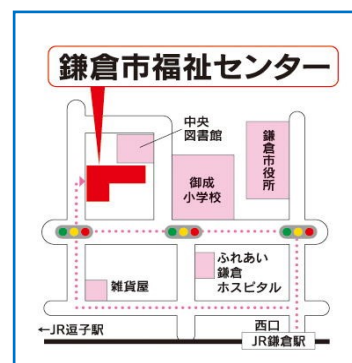 鎌倉市福祉センター
中央
図書館
鎌倉市役所
御成
小学校
ふれあい
鎌倉
ホスピタル
雑貨屋
←JR逗子駅
西口
JR鎌倉駅